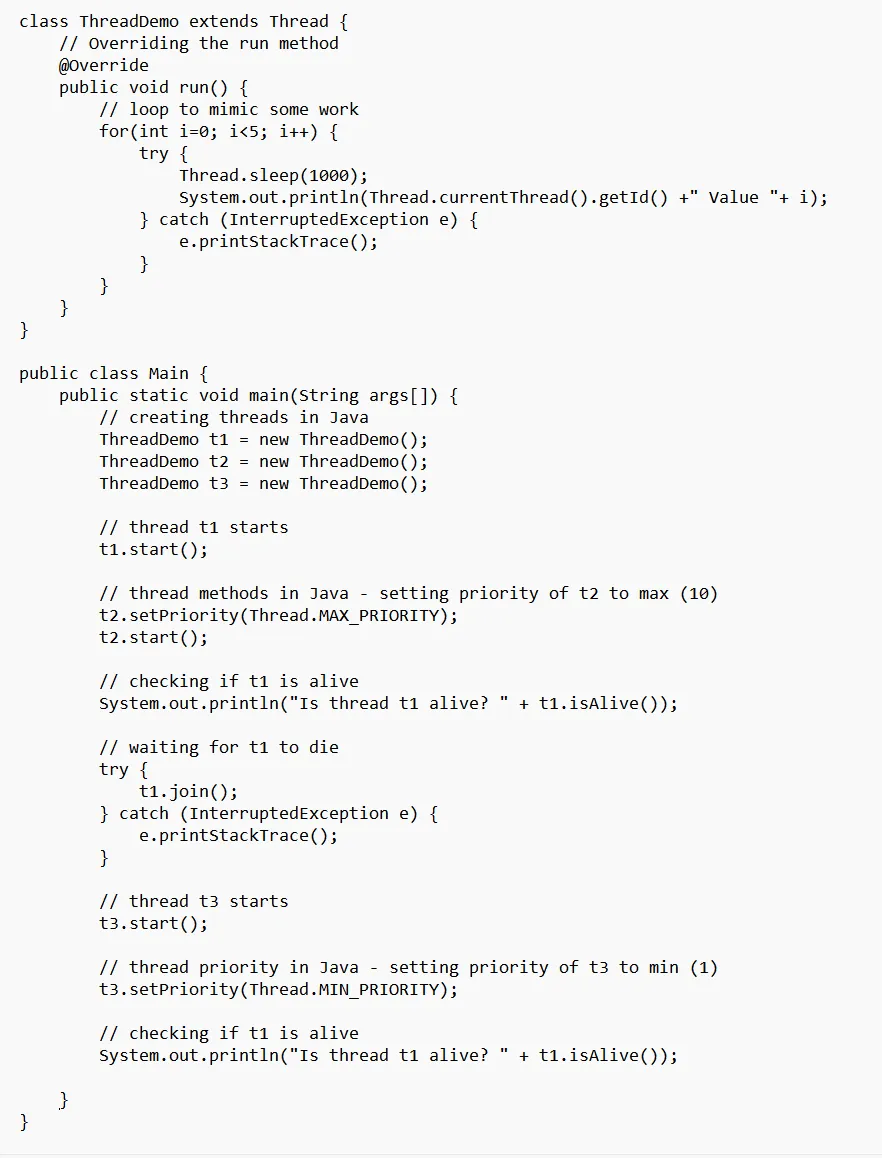 class ThreadDemo extends Thread {
    // Overriding the run method
    @Override
    public void run() {
        // loop to mimic some work
        for(int i=0; i<5; i++) {
            try {
                Thread.sleep(1000);
                System.out.println(Thread.currentThread().getId() +" Value "+ i);
            } catch (InterruptedException e) {
                e.printStackTrace();
            }
        }
    }
}

public class Main {
    public static void main(String args[]) {
        // creating threads in Java
        ThreadDemo t1 = new ThreadDemo();
        ThreadDemo t2 = new ThreadDemo();
        ThreadDemo t3 = new ThreadDemo();

        // thread t1 starts
        t1.start();

        // thread methods in Java - setting priority of t2 to max (10)
        t2.setPriority(Thread.MAX_PRIORITY);
        t2.start();

        // checking if t1 is alive
        System.out.println("Is thread t1 alive? " + t1.isAlive());

        // waiting for t1 to die
        try {
            t1.join();
        } catch (InterruptedException e) {
            e.printStackTrace();
        }

        // thread t3 starts
        t3.start();

        // thread priority in Java - setting priority of t3 to min (1)
        t3.setPriority(Thread.MIN_PRIORITY);

        // checking if t1 is alive
        System.out.println("Is thread t1 alive? " + t1.isAlive());

    }
}